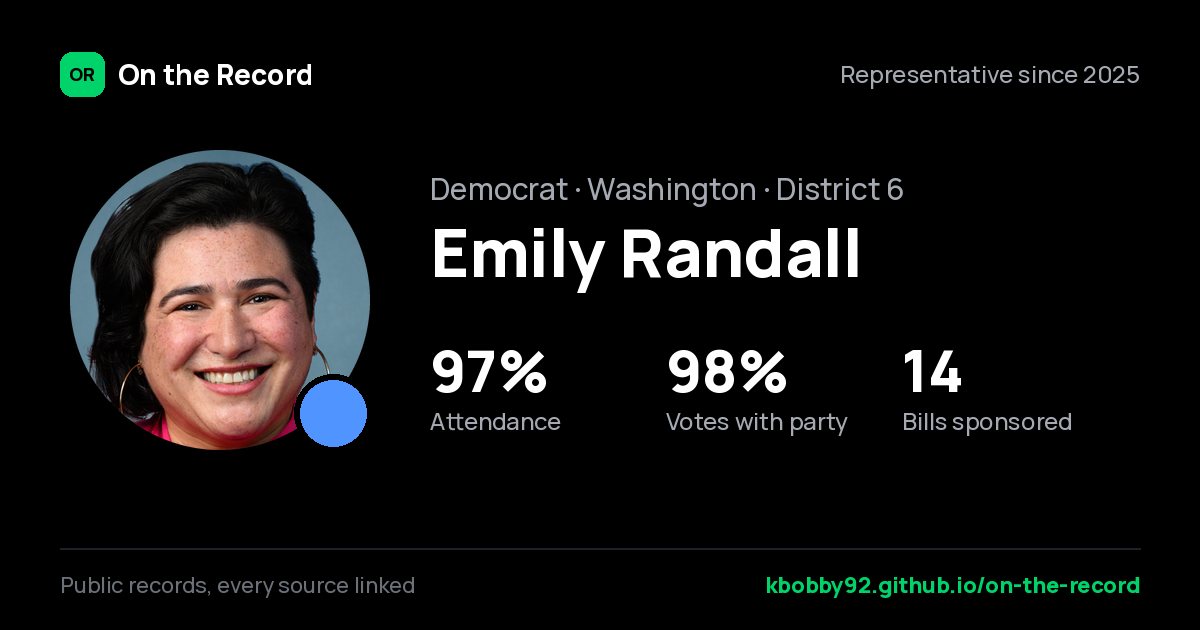 OR On the Record
Representative since 2025
Democrat · Washington · District 6
Emily Randall
97% 98% 14
Attendance Votes with party Bills sponsored
Public records, every source linked
kbobby92.github.io/on-the-record